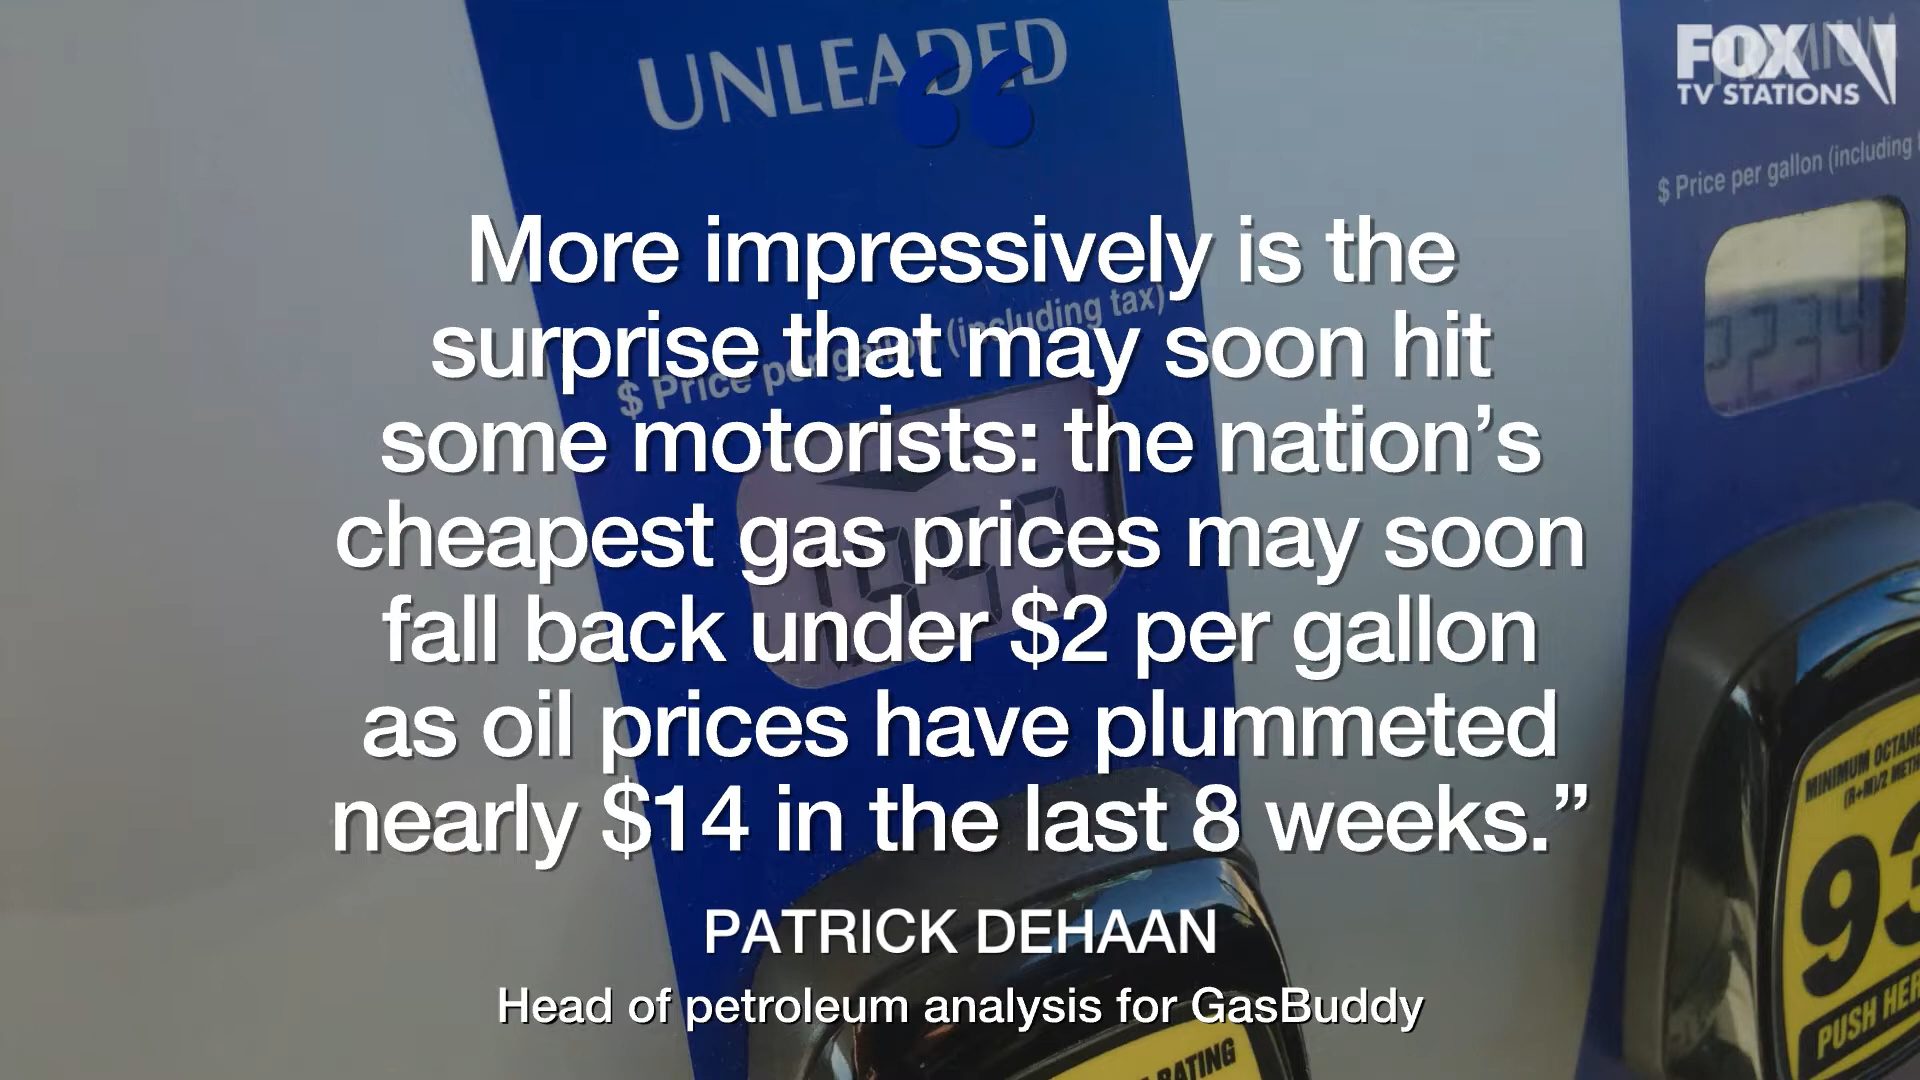 UNLEADED
“
FOX
TV STATIONS
$ Price per gallon (including
More impressively is the
surprise that may soon hit
$ Price per gallon (including tax)
some motorists: the nation’s
cheapest gas prices may soon
fall back under $2 per gallon
as oil prices have plummeted
nearly $14 in the last 8 weeks.”
PATRICK DEHAAN
Head of petroleum analysis for GasBuddy
MINIMUM OCTANE
(R+M)/2 METH
93
PUSH HER
RATING